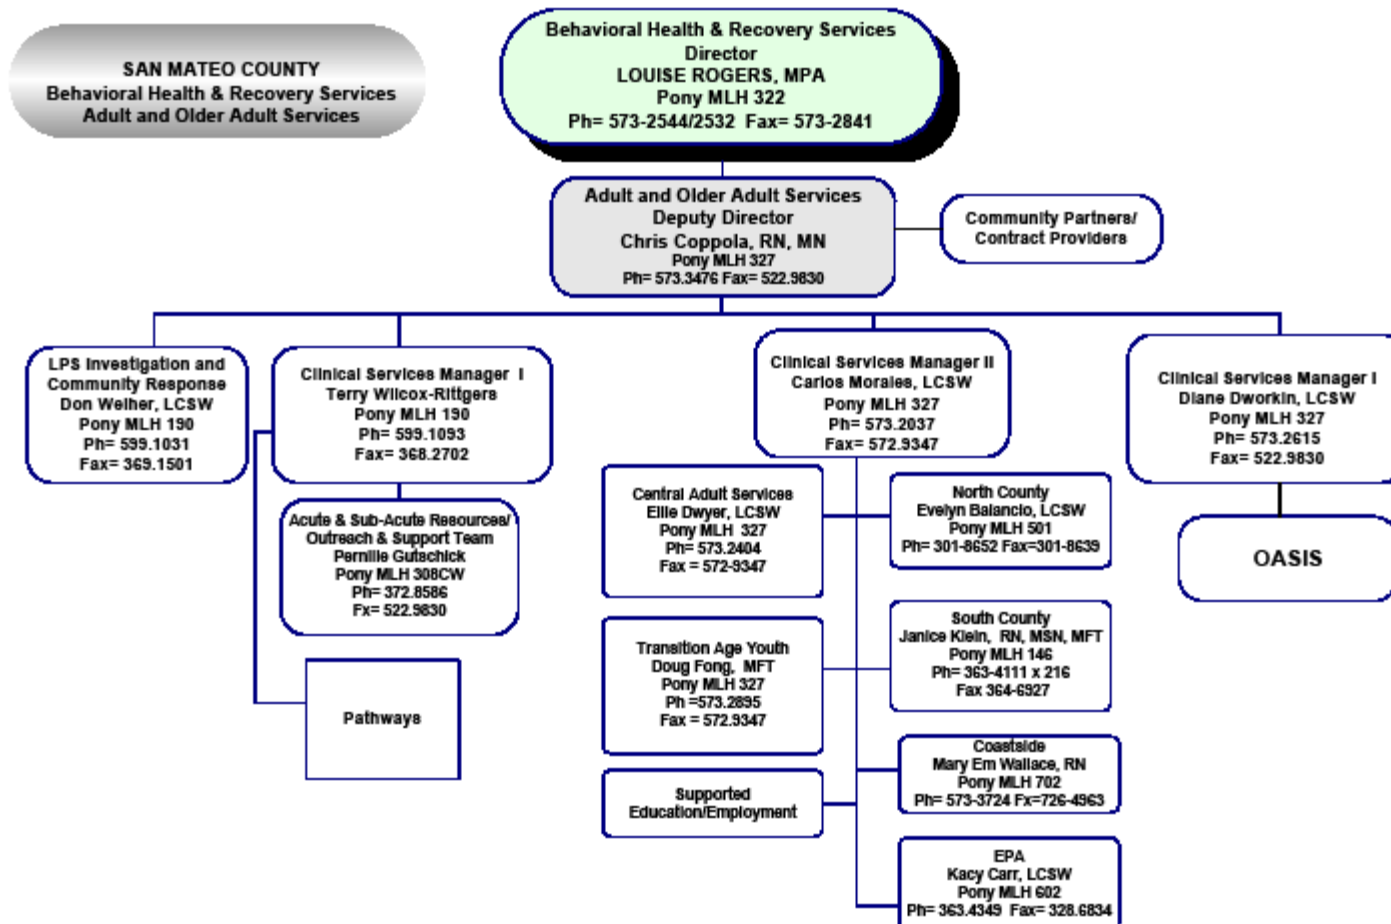 SAN MATEO COUNTY
Behavioral Health & Recovery Services
Adult and Older Adult Services
Behavioral Health & Recovery Services
Director
LOUISE ROGERS, MPA
Pony MLH 322
Ph= 573-2544/2532 Fax= 573-2841
Adult and Older Adult Services
Deputy Director
Chris Coppola, RN, MN
Pony MLH 327
Ph= 573.3476 Fax= 522.9830
Community Partners/
Contract Providers
LPS Investigation and
Community Response
Don Weiher, LCSW
Pony MLH 190
Ph= 599.1031
Fax= 369.1501
Clinical Services Manager I
Terry Wilcox-Rittgers
Pony MLH 190
Ph= 599.1093
Fax= 368.2702
Clinical Services Manager II
Carlos Morales, LCSW
Pony MLH 327
Ph= 573.2037
Fax= 572.9347
Clinical Services Manager I
Diane Dworkin, LCSW
Pony MLH 327
Ph= 573.2615
Fax= 522.9830
Acute & Sub-Acute Resources/
Outreach & Support Team
Pernille Gutschick
Pony MLH 308CW
Ph= 372.8586
Fx= 522.9830
Pathways
Central Adult Services
Ellie Dwyer, LCSW
Pony MLH 327
Ph= 573.2404
Fax = 572-9347
North County
Evelyn Balancio, LCSW
Pony MLH 501
Ph= 301-8652 Fax=301-8639
OASIS
Transition Age Youth
Doug Fong, MFT
Pony MLH 327
Ph =573.2895
Fax = 572.9347
South County
Janice Klein, RN, MSN, MFT
Pony MLH 146
Ph= 363-4111 x 216
Fax 364-6927
Supported
Education/Employment
Coastside
Mary Em Wallace, RN
Pony MLH 702
Ph= 573-3724 Fx=726-4963
EPA
Kacy Carr, LCSW
Pony MLH 602
Ph= 363.4349 Fax= 328.6834